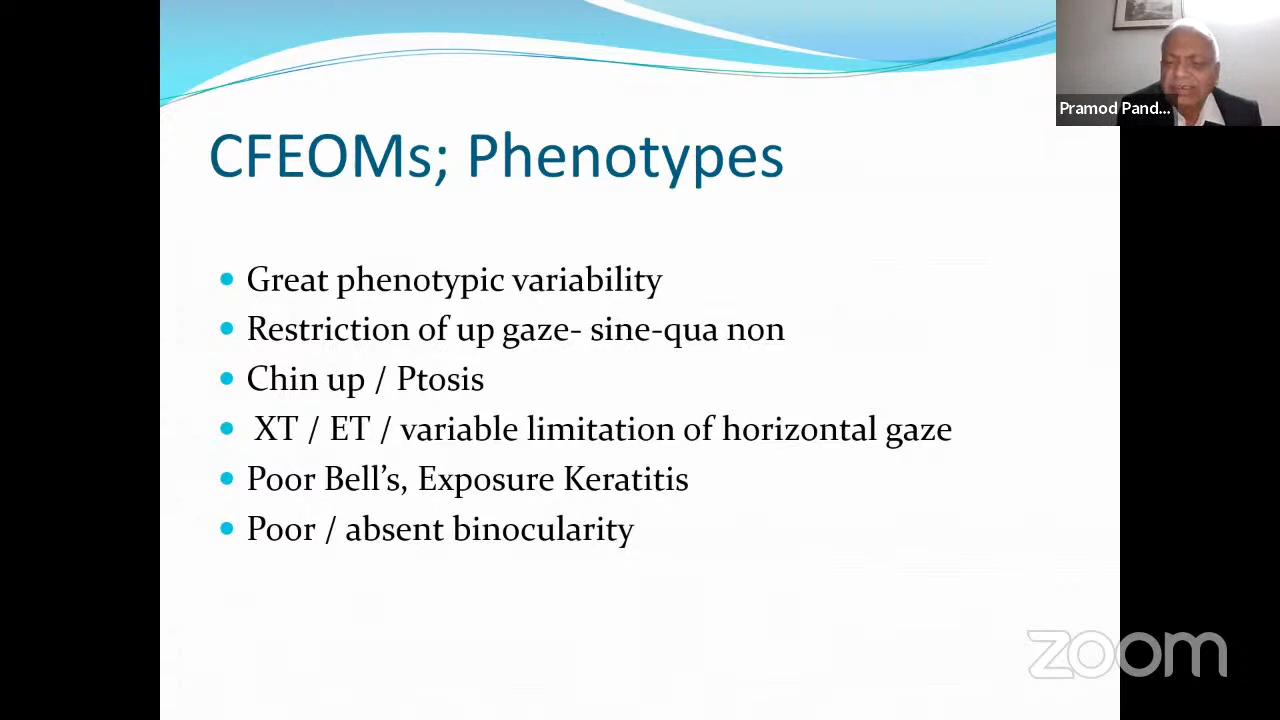 Pramod Pand...
CFEOMs; Phenotypes
• Great phenotypic variability
• Restriction of up gaze- sine-qua non
• Chin up / Ptosis
• XT / ET / variable limitation of horizontal gaze
• Poor Bell’s, Exposure Keratitis
• Poor / absent binocularity
zoom